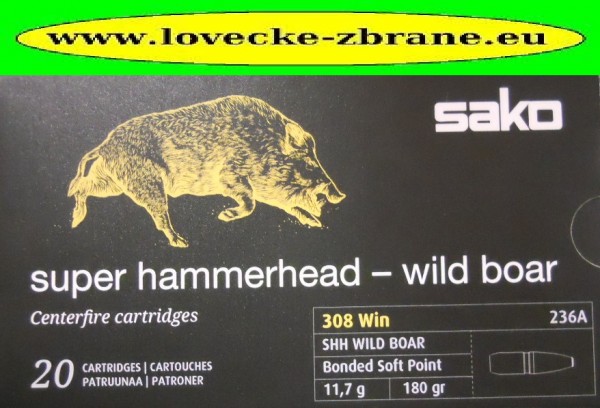 www.lovecke-zbrane.eu
sako
super hammerhead – wild boar
Centerfire cartridges
308 Win 236A
SHH WILD BOAR
Bonded Soft Point
11,7 g 180 gr
20 CARTRIDGES | CARTOUCHES
PATRUUNAA | PATRONER